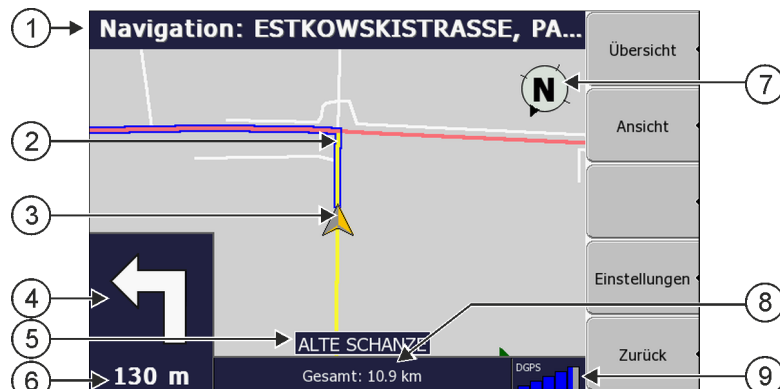 1
Navigation: ESTKOWSKISTRASSE, PA...
Übersicht
N
7
Ansicht
2
3
Einstellungen
4
8
5
ALTE SCHANZE
Zurück
6
130 m
Gesamt: 10.9 km
DGPS
9